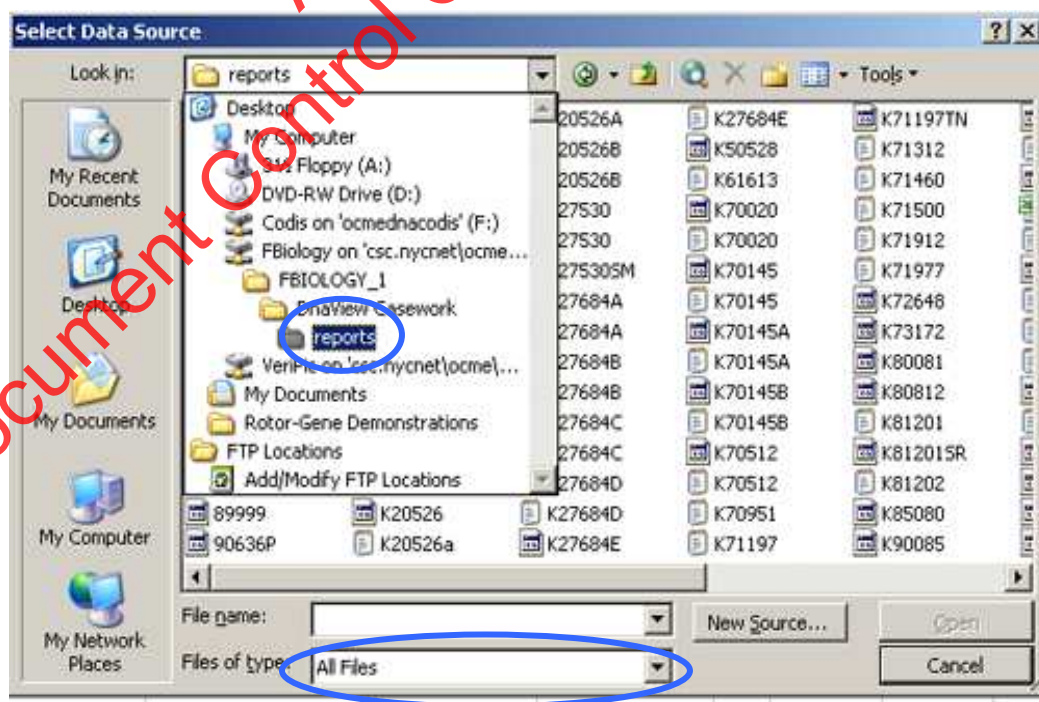 Select Data Source
Look in:
reports
Tools
My Recent Documents
Desktop
My Documents
My Computer
My Network Places
Desktop
My Computer
3½ Floppy (A:)
DVD-RW Drive (D:)
Codis on 'ocmednacodis' (F:)
FBiology on 'csc.nycnet\ocme...
FBIOLOGY_1
DnaView Casework
reports
VeriPic on 'csc.nycnet\ocme\...
My Documents
Rotor-Gene Demonstrations
FTP Locations
Add/Modify FTP Locations
89999
90636P
K20526
K20526a
20526A
20526B
20526B
27530
27530
27530SM
27684A
27684A
27684B
27684B
27684C
27684C
27684D
K27684D
K27684E
K27684E
K50528
K61613
K70020
K70020
K70145
K70145
K70145A
K70145A
K70145B
K70145B
K70512
K70512
K70951
K71197
K71197TN
K71312
K71460
K71500
K71912
K71977
K72648
K73172
K80081
K80812
K81201
K81201SR
K81202
K85080
K90085
File name:
New Source...
Open
Files of type:
All Files
Cancel
Document Control